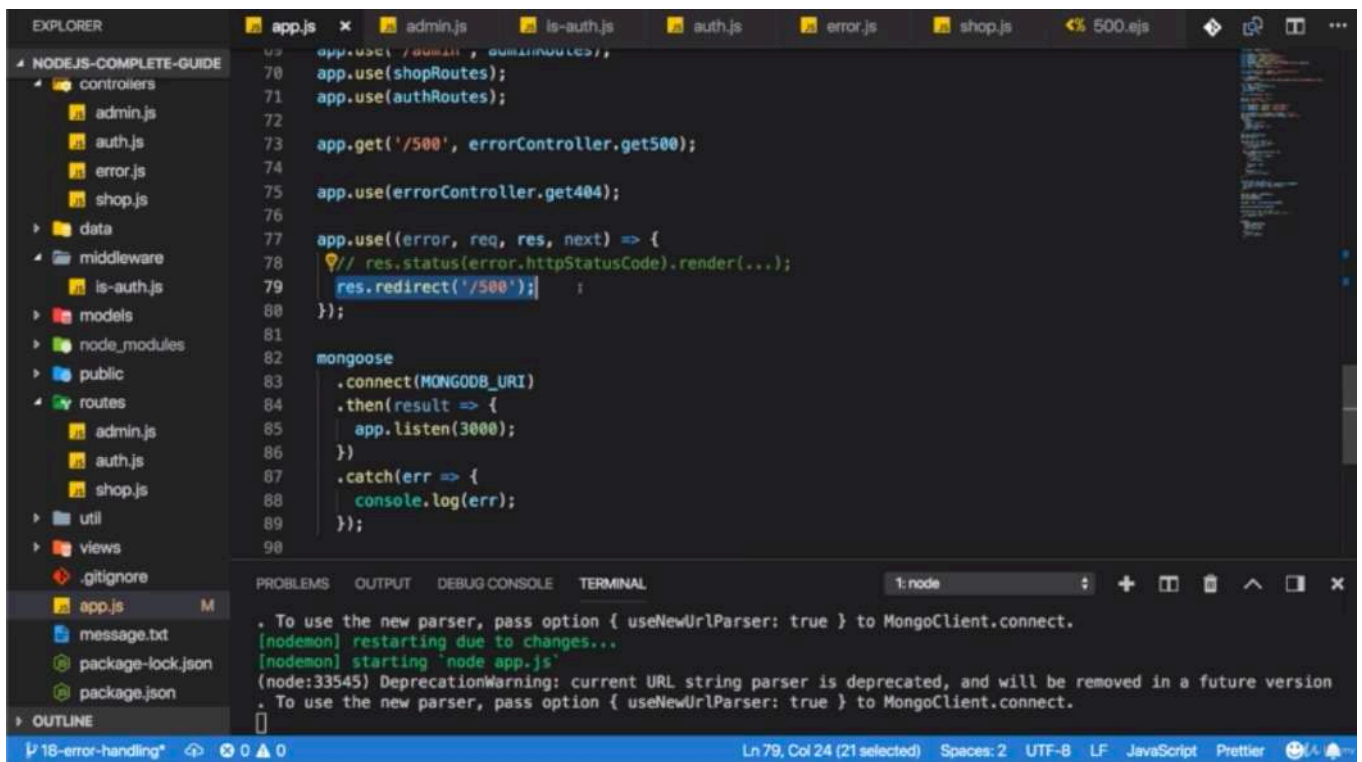 EXPLORER
app.js × admin.js is-auth.js auth.js error.js shop.js <% 500.ejs ...
NODEJS-COMPLETE-GUIDE
controllers
admin.js
auth.js
error.js
shop.js
data
middleware
is-auth.js
models
node_modules
public
routes
admin.js
auth.js
shop.js
util
views
.gitignore
app.js M
message.txt
package-lock.json
package.json
OUTLINE
69 app.use('/admin', adminRoutes);
70 app.use(shopRoutes);
71 app.use(authRoutes);
72
73 app.get('/500', errorController.get500);
74
75 app.use(errorController.get404);
76
77 app.use((error, req, res, next) => {
78 // res.status(error.httpStatusCode).render(...);
79 res.redirect('/500');
80 });
81
82 mongoose
83 .connect(MONGODB_URI)
84 .then(result => {
85 app.listen(3000);
86 })
87 .catch(err => {
88 console.log(err);
89 });
90
PROBLEMS OUTPUT DEBUG CONSOLE TERMINAL 1: node
. To use the new parser, pass option { useNewUrlParser: true } to MongoClient.connect.
[nodemon] restarting due to changes...
[nodemon] starting `node app.js`
(node:33545) DeprecationWarning: current URL string parser is deprecated, and will be removed in a future version
. To use the new parser, pass option { useNewUrlParser: true } to MongoClient.connect.
18-error-handling* 0 0 Ln 79, Col 24 (21 selected) Spaces: 2 UTF-8 LF JavaScript Prettier